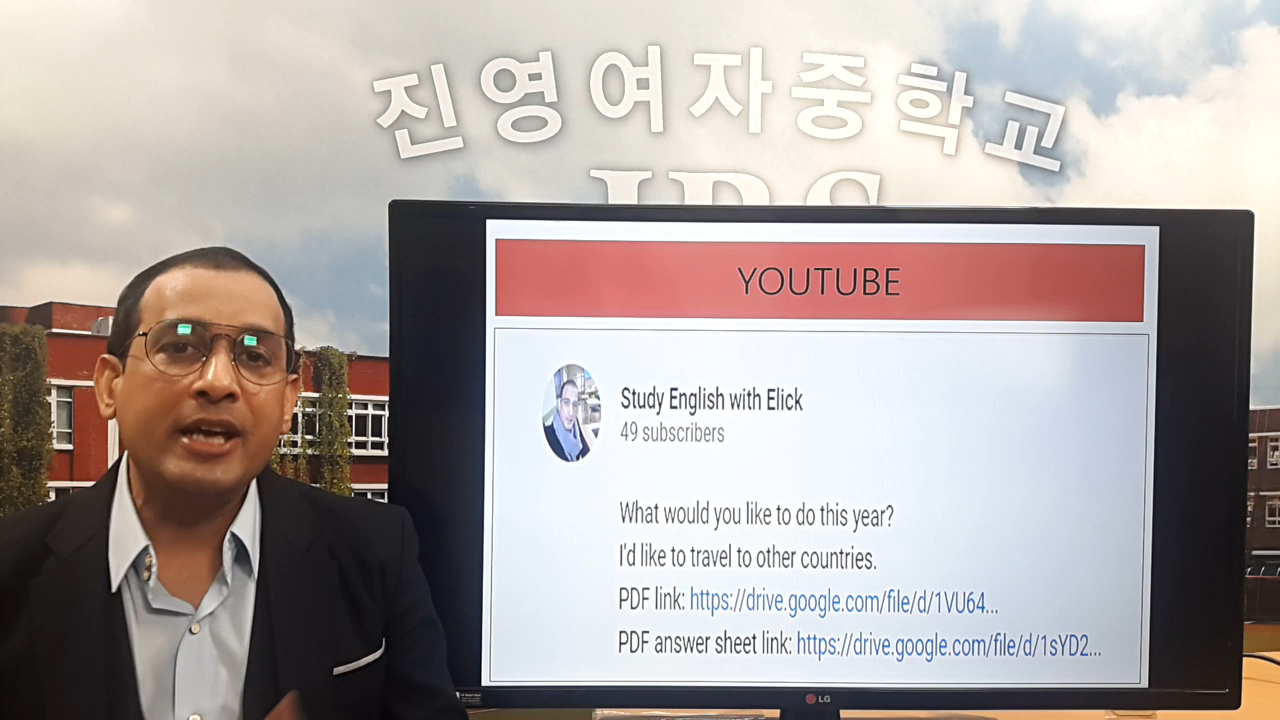 진영여자중학교
YOUTUBE
Study English with Elick
49 subscribers
What would you like to do this year?
I'd like to travel to other countries.
PDF link: https://drive.google.com/file/d/1VU64...
PDF answer sheet link: https://drive.google.com/file/d/1sYD2...
LG